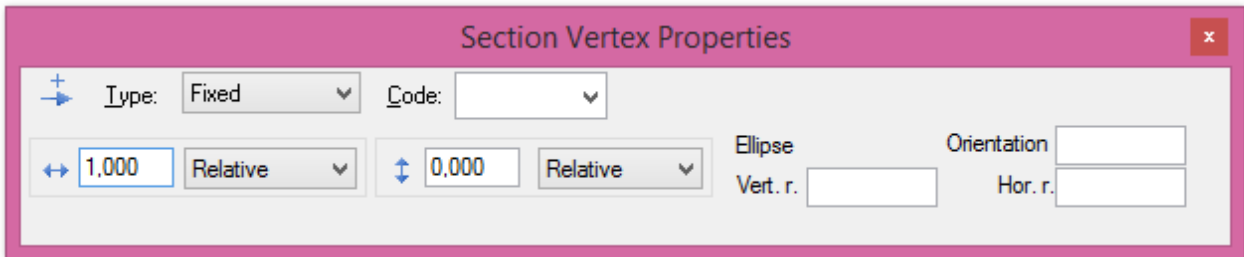 Section Vertex Properties
x
Type: Fixed Code:
1,000 Relative 0,000 Relative
Ellipse Orientation
Vert. r. Hor. r.